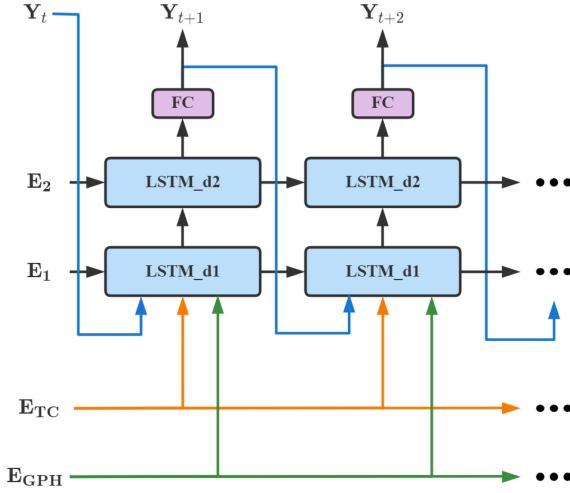 Y_t Y_{t+1} Y_{t+2}
FC FC
E_2 LSTM_d2 LSTM_d2 •••
E_1 LSTM_d1 LSTM_d1 •••
E_TC •••
E_GPH •••